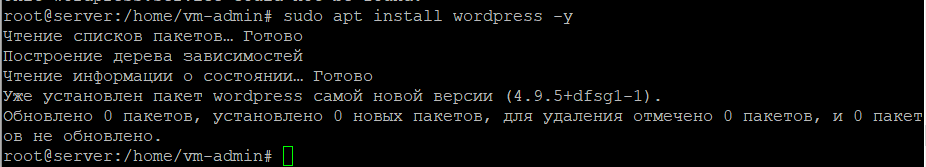 root@server:/home/vm-admin# sudo apt install wordpress -y
Чтение списков пакетов… Готово
Построение дерева зависимостей
Чтение информации о состоянии… Готово
Уже установлен пакет wordpress самой новой версии (4.9.5+dfsg1-1).
Обновлено 0 пакетов, установлено 0 новых пакетов, для удаления отмечено 0 пакетов, и 0 пакет
ов не обновлено.
root@server:/home/vm-admin#